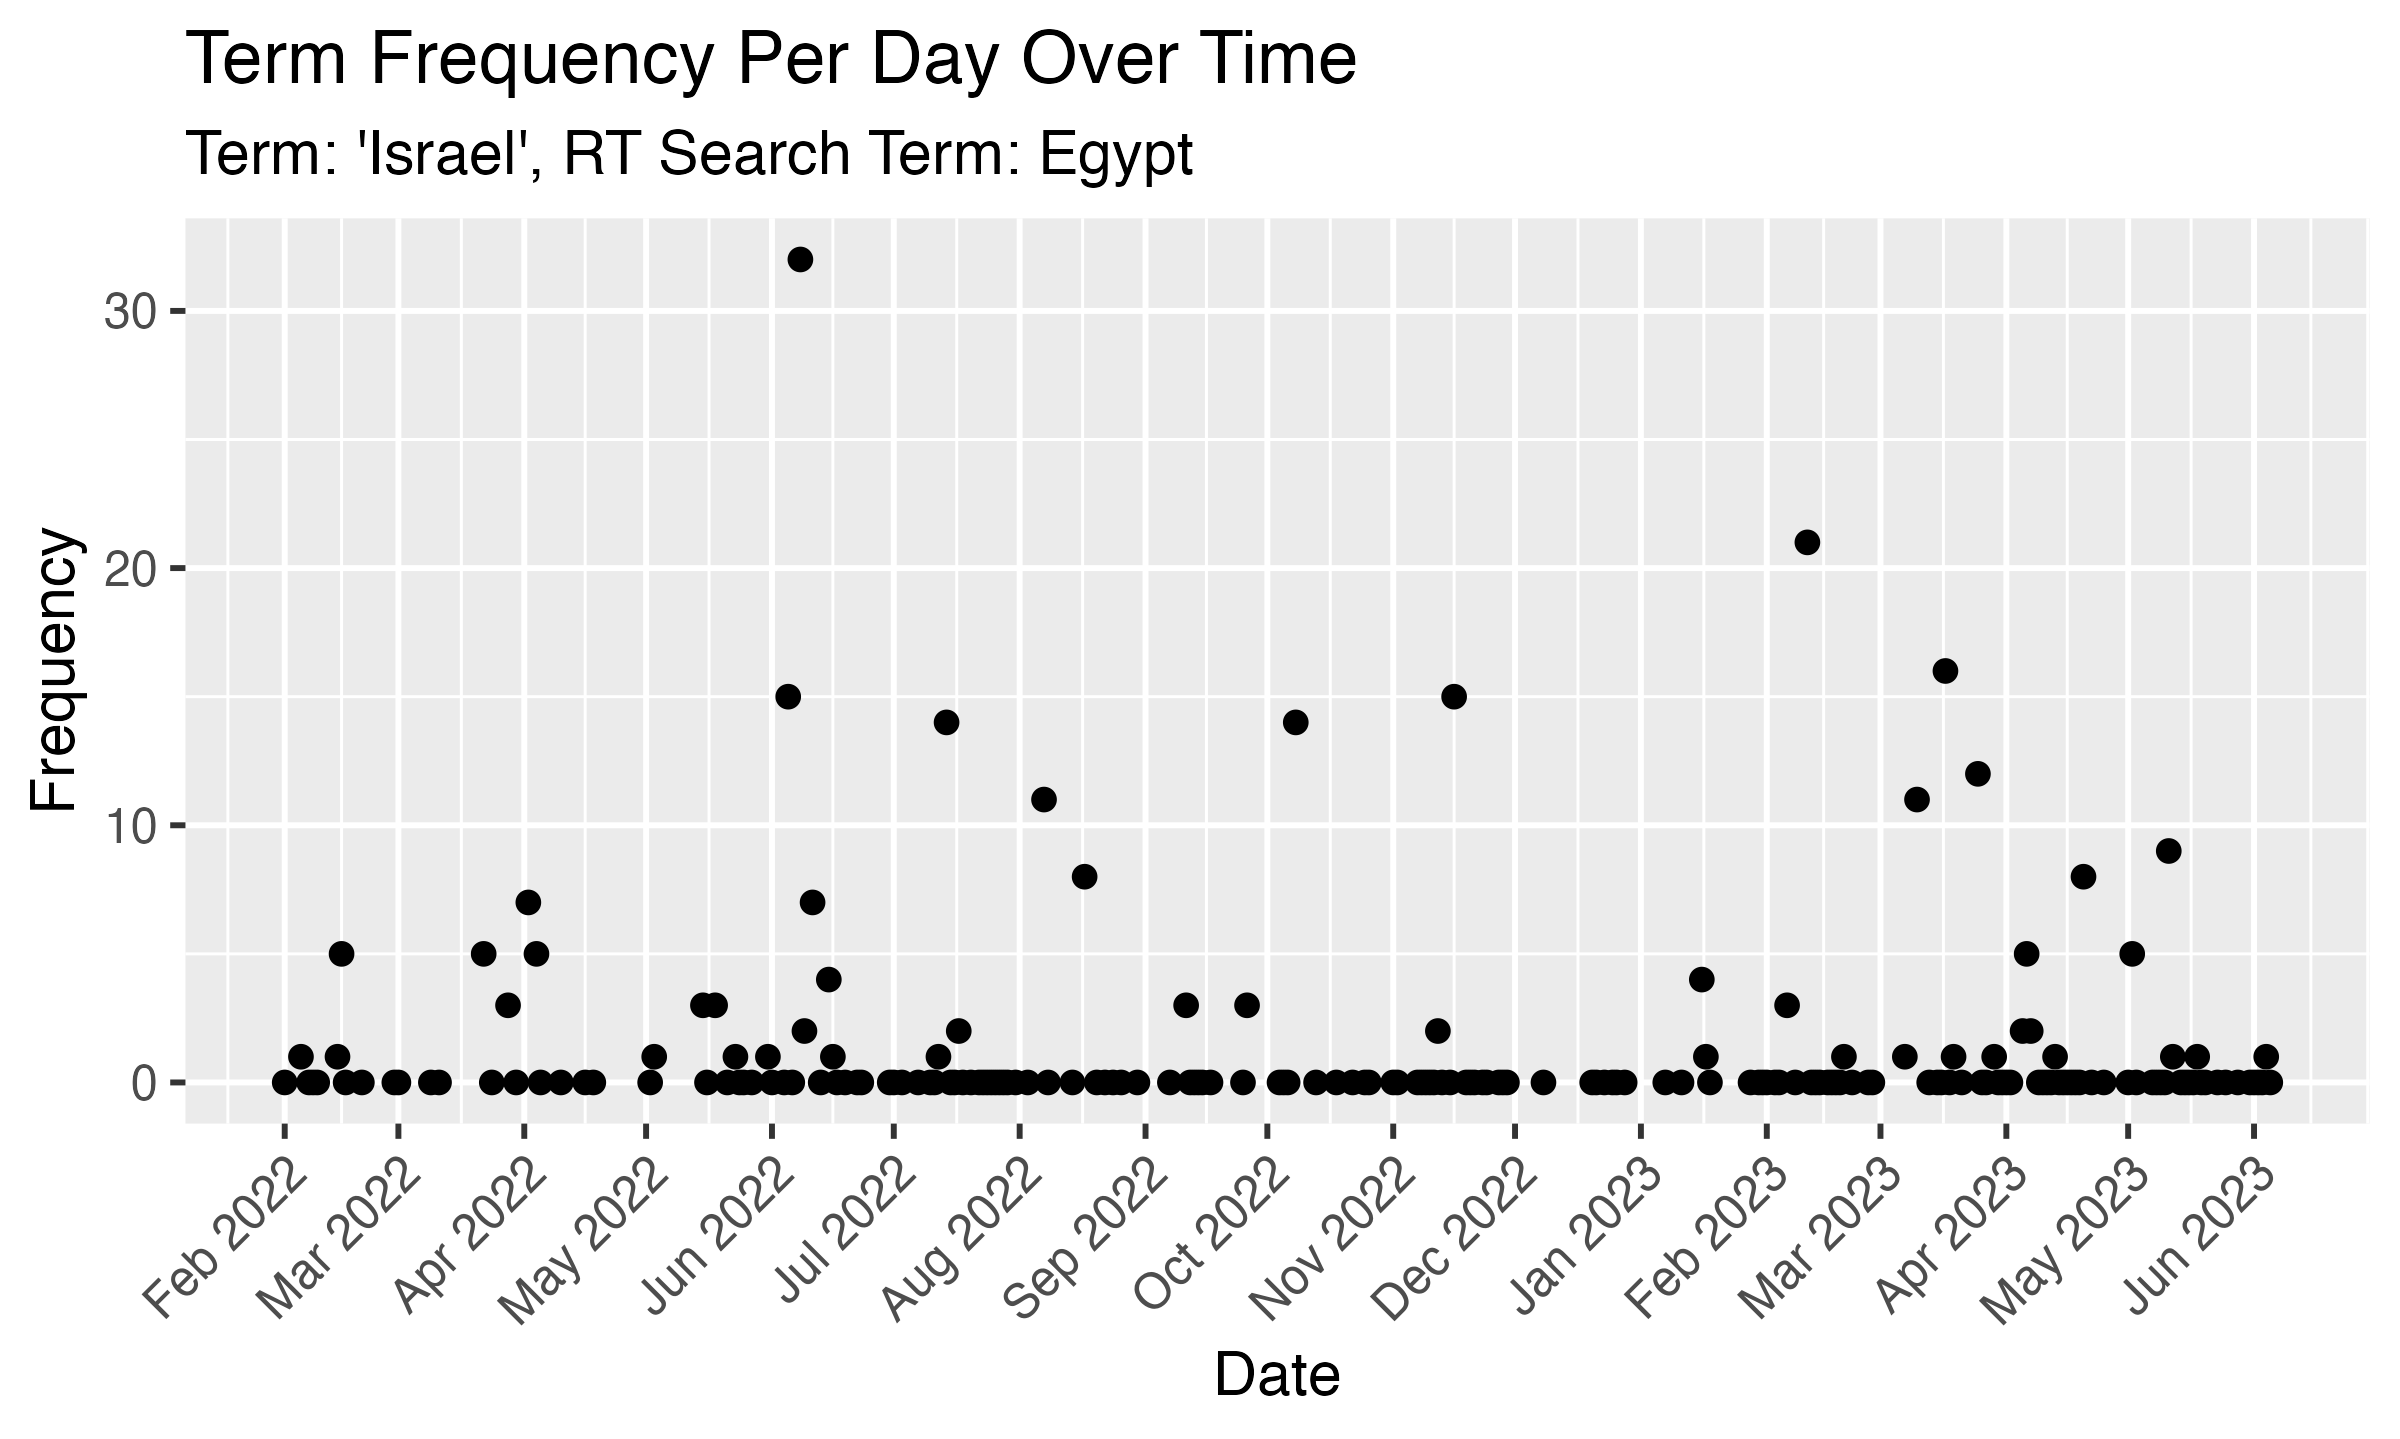 Term Frequency Per Day Over Time
Term: 'Israel', RT Search Term: Egypt
Frequency
30
20
10
0
Feb 2022
Mar 2022
Apr 2022
May 2022
Jun 2022
Jul 2022
Aug 2022
Sep 2022
Oct 2022
Nov 2022
Dec 2022
Jan 2023
Feb 2023
Mar 2023
Apr 2023
May 2023
Jun 2023
Date